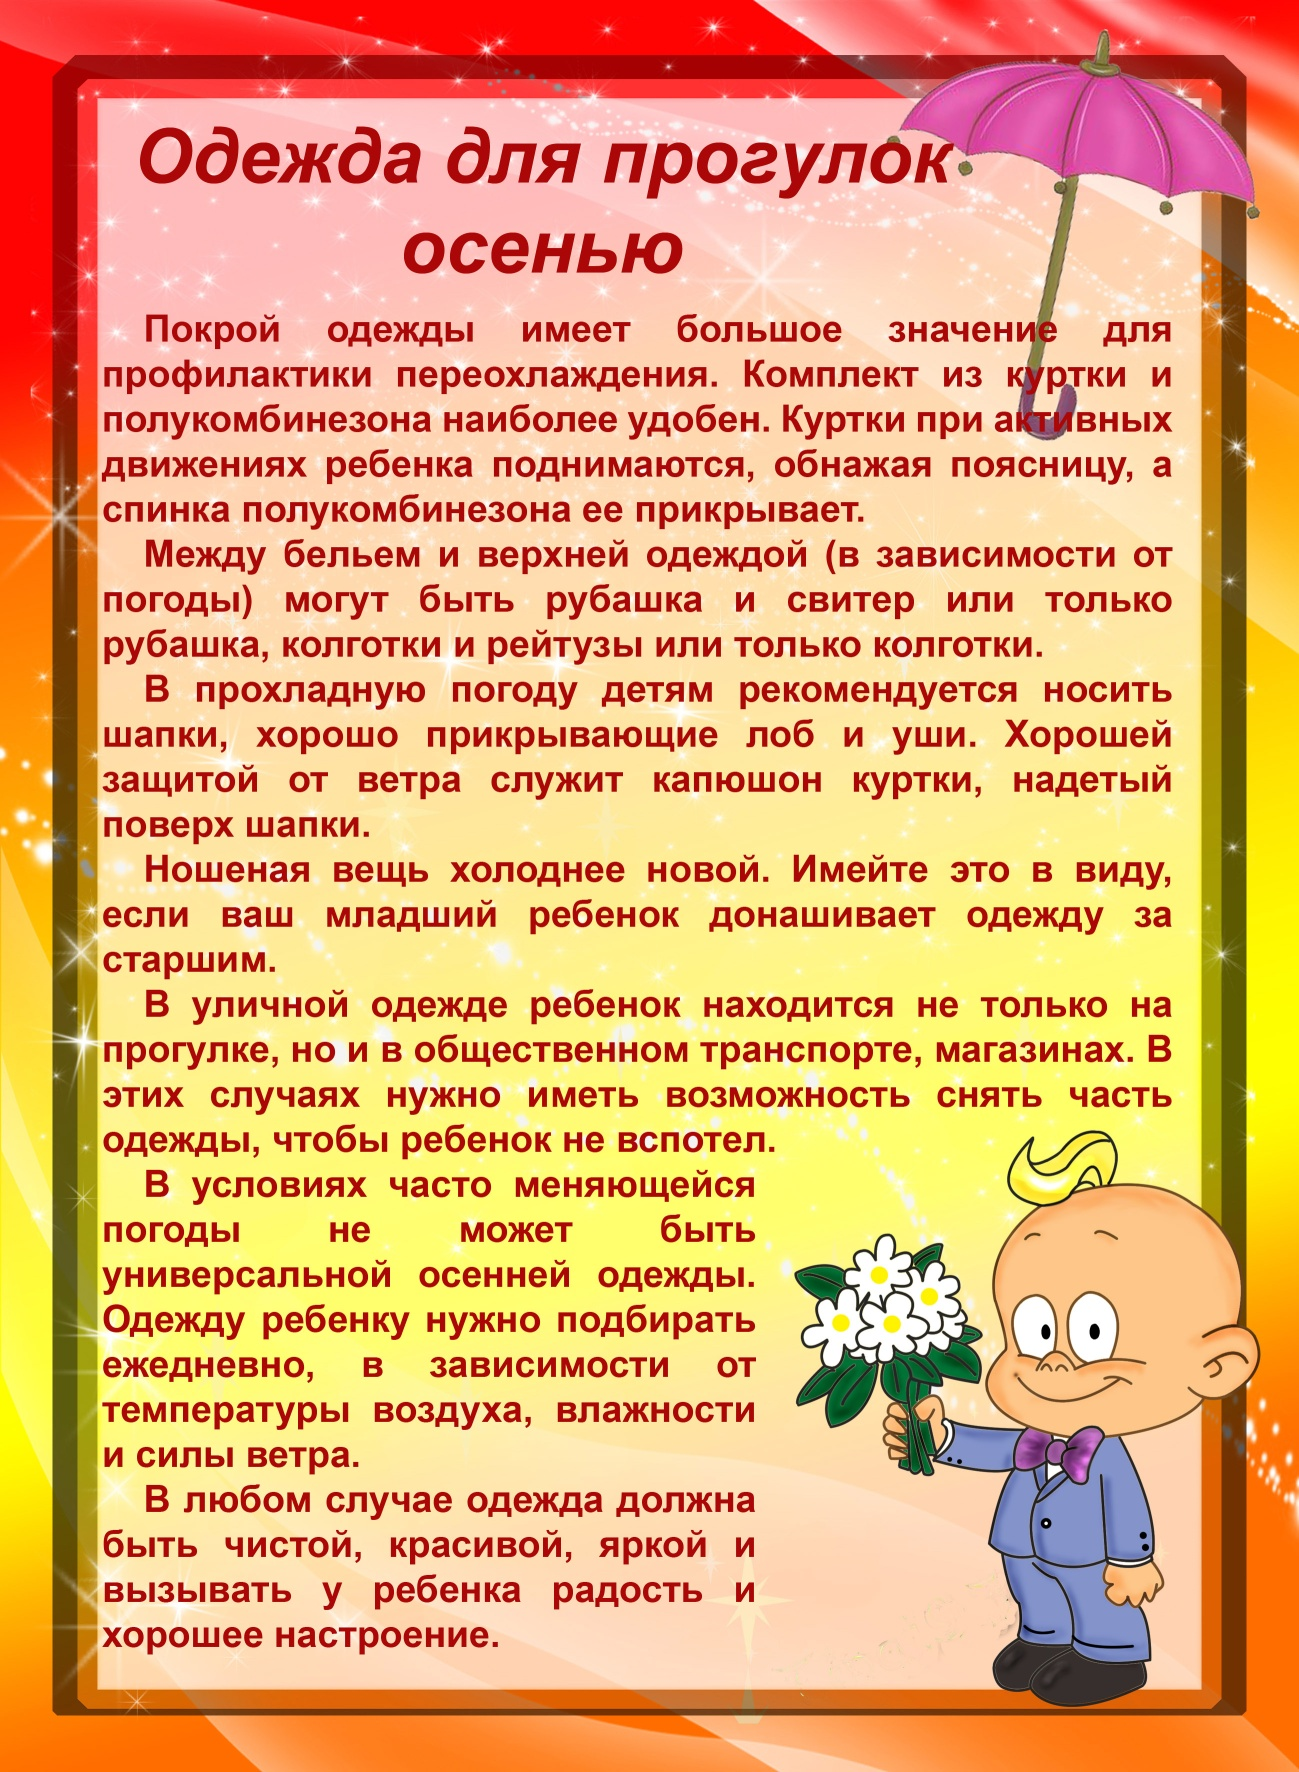 Одежда для прогулок
осенью
Покрой одежды имеет большое значение для
профилактики переохлаждения. Комплект из куртки и
полукомбинезона наиболее удобен. Куртки при активных
движениях ребенка поднимаются, обнажая поясницу, а
спинка полукомбинезона ее прикрывает.
Между бельем и верхней одеждой (в зависимости от
погоды) могут быть рубашка и свитер или только
рубашка, колготки и рейтузы или только колготки.
В прохладную погоду детям рекомендуется носить
шапки, хорошо прикрывающие лоб и уши. Хорошей
защитой от ветра служит капюшон куртки, надетый
поверх шапки.
Ношеная вещь холоднее новой. Имейте это в виду,
если ваш младший ребенок донашивает одежду за
старшим.
В уличной одежде ребенок находится не только на
прогулке, но и в общественном транспорте, магазинах. В
этих случаях нужно иметь возможность снять часть
одежды, чтобы ребенок не вспотел.
В условиях часто меняющейся
погоды не может быть
универсальной осенней одежды.
Одежду ребенку нужно подбирать
ежедневно, в зависимости от
температуры воздуха, влажности
и силы ветра.
В любом случае одежда должна
быть чистой, красивой, яркой и
вызывать у ребенка радость и
хорошее настроение.